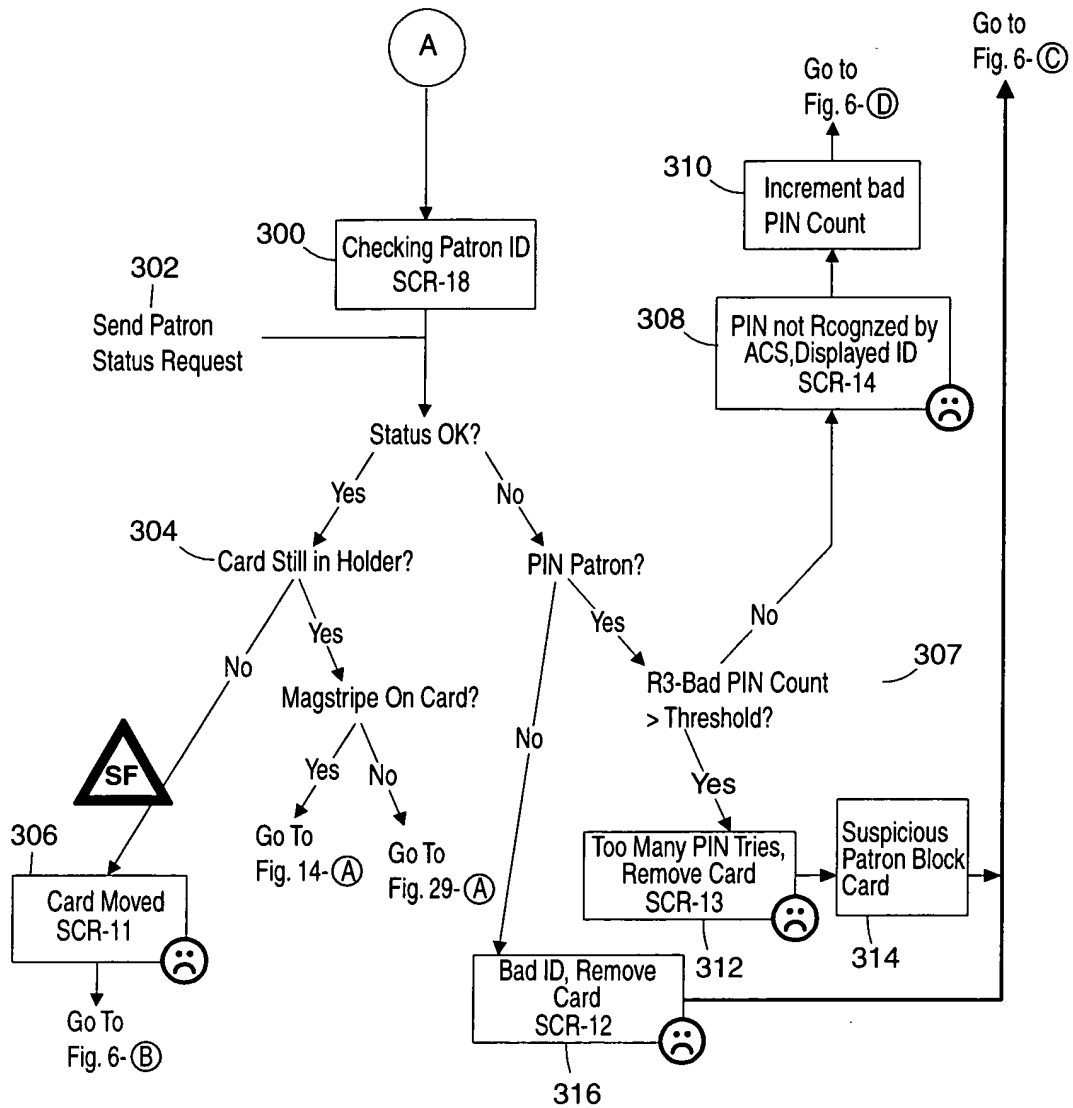 A
Go to
Fig. 6-Ⓒ
Go to
Fig. 6-Ⓓ
310
Increment bad
PIN Count
300
Checking Patron ID
SCR-18
302
Send Patron
Status Request
308
PIN not Rcognzed by
ACS,Displayed ID
SCR-14
Status OK?
Yes
No
304
Card Still in Holder?
PIN Patron?
No
Yes
Yes
No
307
R3-Bad PIN Count
> Threshold?
Magstripe On Card?
No
Yes
No
Yes
SF
306
Card Moved
SCR-11
Go To
Fig. 14-Ⓐ
Go To
Fig. 29-Ⓐ
Too Many PIN Tries,
Remove Card
SCR-13
312
Suspicious
Patron Block
Card
314
Bad ID, Remove
Card
SCR-12
316
Go To
Fig. 6-Ⓑ